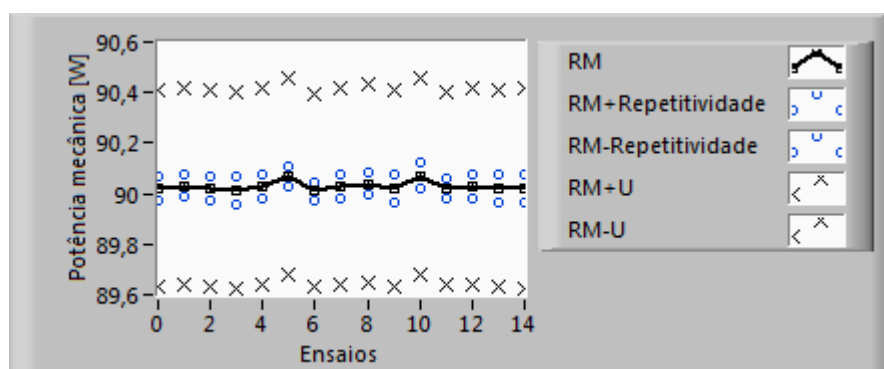 Potência mecânica [W]
90,6
90,4
90,2
90
89,8
89,6
0 2 4 6 8 10 12 14
Ensaios
RM
RM+Repetitividade
RM-Repetitividade
RM+U
RM-U